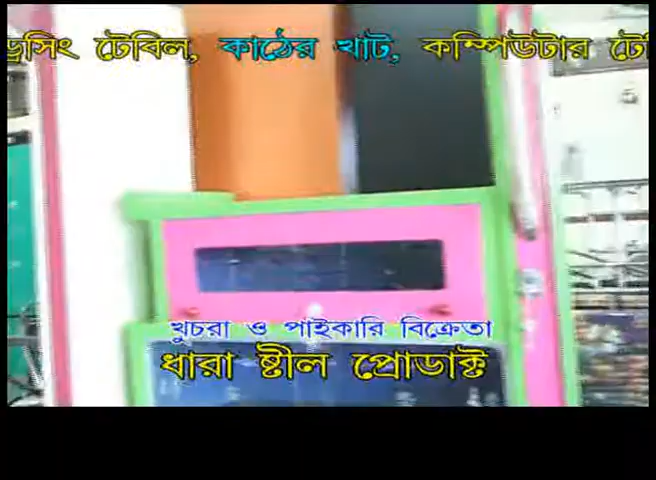 ড্রেসিং টেবিল, কাঠের খাট, কম্পিউটার
খুচরা ও পাইকারি বিক্রেতা
ধারা ষ্টীল প্রোডাক্ট